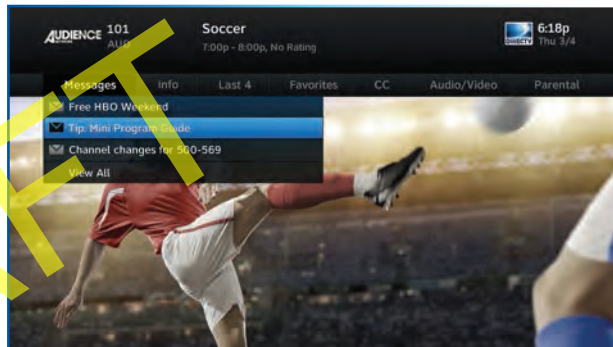 AUDIENCE 101 Soccer 6:18p
NETWORK AUD 7:00p - 8:00p, No Rating DIRECTV Thu 3/4
Messages Info Last 4 Favorites CC Audio/Video Parental
Free HBO Weekend
Tip: Mini Program Guide
Channel changes for 500-569
View All